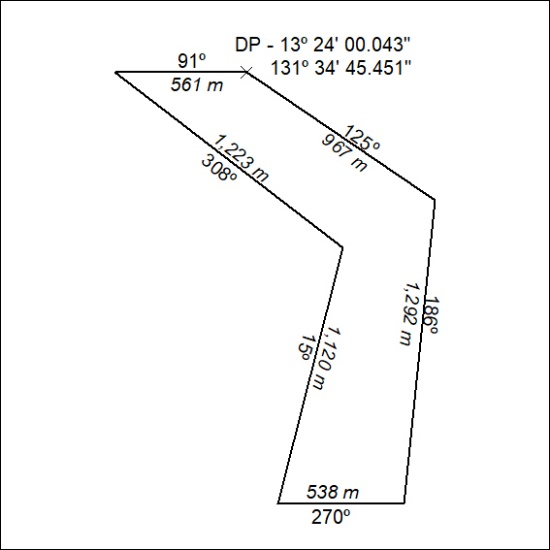 DP - 13º 24' 00.043"
131º 34' 45.451"
91º
561 m
125º
967 m
1,223 m
308º
186º
1,292 m
1,120 m
15º
538 m
270º